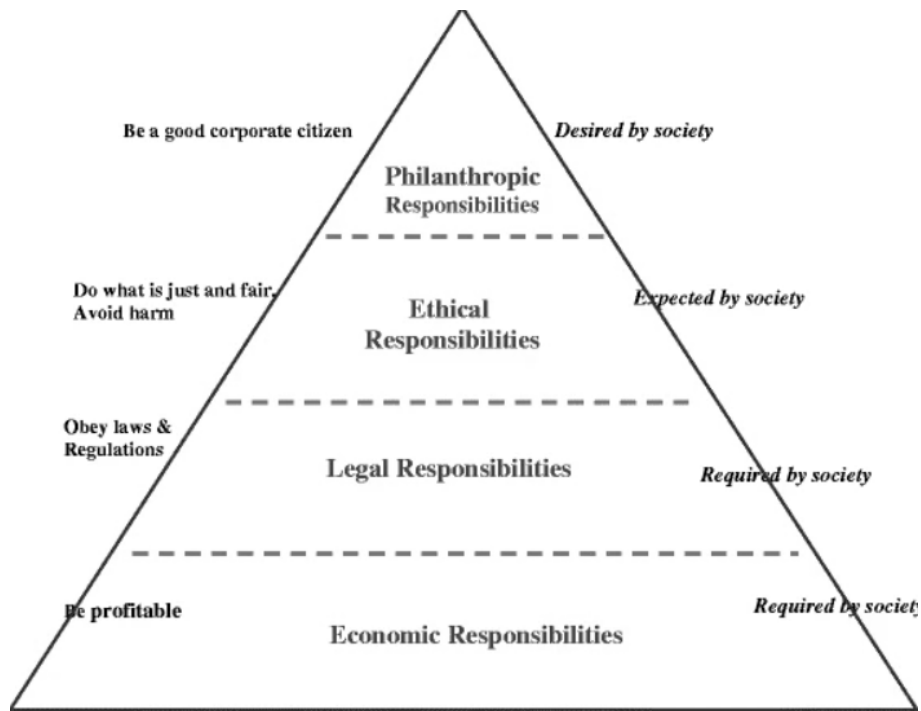 Be a good corporate citizen
Desired by society
Philanthropic
Responsibilities
Do what is just and fair,
Avoid harm
Expected by society
Ethical
Responsibilities
Obey laws &
Regulations
Legal Responsibilities
Required by society
Be profitable
Required by society
Economic Responsibilities